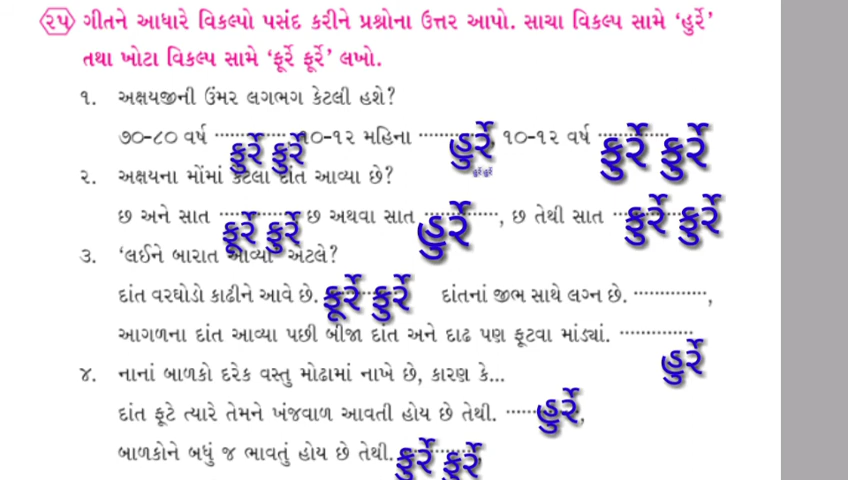 ૨૫ ગીતને આધારે વિકલ્પો પસંદ કરીને પ્રશ્નોના ઉત્તર આપો. સાચા વિકલ્પ સામે ‘હુર્રે’
તથા ખોટા વિકલ્પ સામે ‘ફૂર્રે ફૂર્રે’ લખો.
૧. અક્ષયજીની ઉંમર લગભગ કેટલી હશે?
૭૦-૮૦ વર્ષ ફુર્રે ફુર્રે, ૧૦-૧૨ મહિના હુર્રે, ૧૦-૧૨ વર્ષ ફુર્રે ફુર્રે
૨. અક્ષયના મોંમાં કેટલા દાંત આવ્યા છે?
છ અને સાત ફૂર્રે ફુર્રે છ અથવા સાત હુર્રે, છ તેથી સાત ફુર્રે ફુર્રે
૩. ‘લઈને બારાત આવ્યા’ એટલે?
દાંત વરઘોડો કાઢીને આવે છે. ફૂર્રે ફુર્રે દાંતનાં જીભ સાથે લગ્ન છે. ..............,
આગળના દાંત આવ્યા પછી બીજા દાંત અને દાઢ પણ ફૂટવા માંડ્યાં. ..............
હુર્રે
૪. નાનાં બાળકો દરેક વસ્તુ મોઢામાં નાખે છે, કારણ કે...
દાંત ફૂટે ત્યારે તેમને ખંજવાળ આવતી હોય છે તેથી. ...... હુર્રે,
બાળકોને બધું જ ભાવતું હોય છે તેથી. ફુર્રે ફુર્રે,